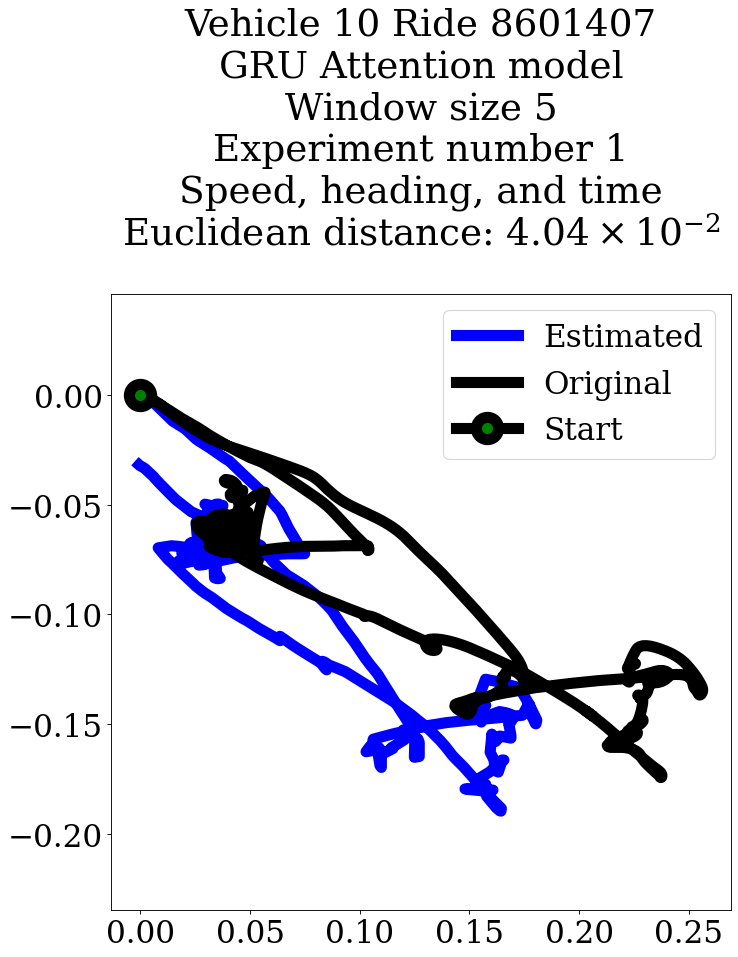 Vehicle 10 Ride 8601407
GRU Attention model
Window size 5
Experiment number 1
Speed, heading, and time
Euclidean distance: 4.04 × 10⁻²
Estimated
Original
Start
0.00
−0.05
−0.10
−0.15
−0.20
0.00 0.05 0.10 0.15 0.20 0.25